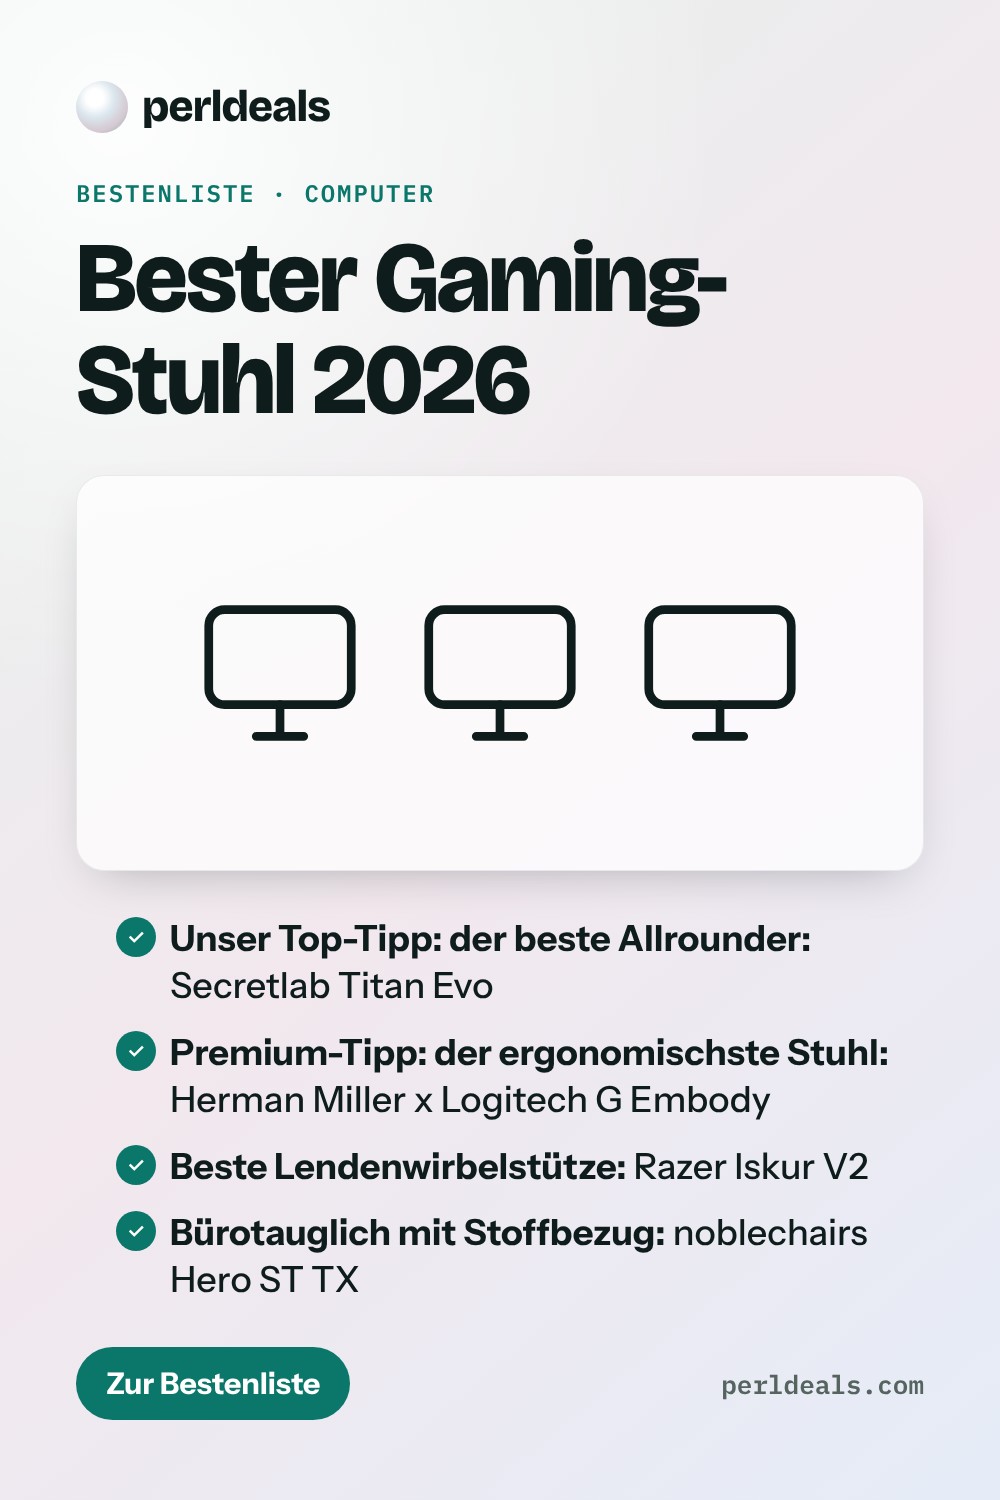 perldeals
BESTENLISTE · COMPUTER
Bester Gaming-
Stuhl 2026
Unser Top-Tipp: der beste Allrounder:
Secretlab Titan Evo
Premium-Tipp: der ergonomischste Stuhl:
Herman Miller x Logitech G Embody
Beste Lendenwirbelstütze: Razer Iskur V2
Bürotauglich mit Stoffbezug: noblechairs
Hero ST TX
Zur Bestenliste
perldeals.com